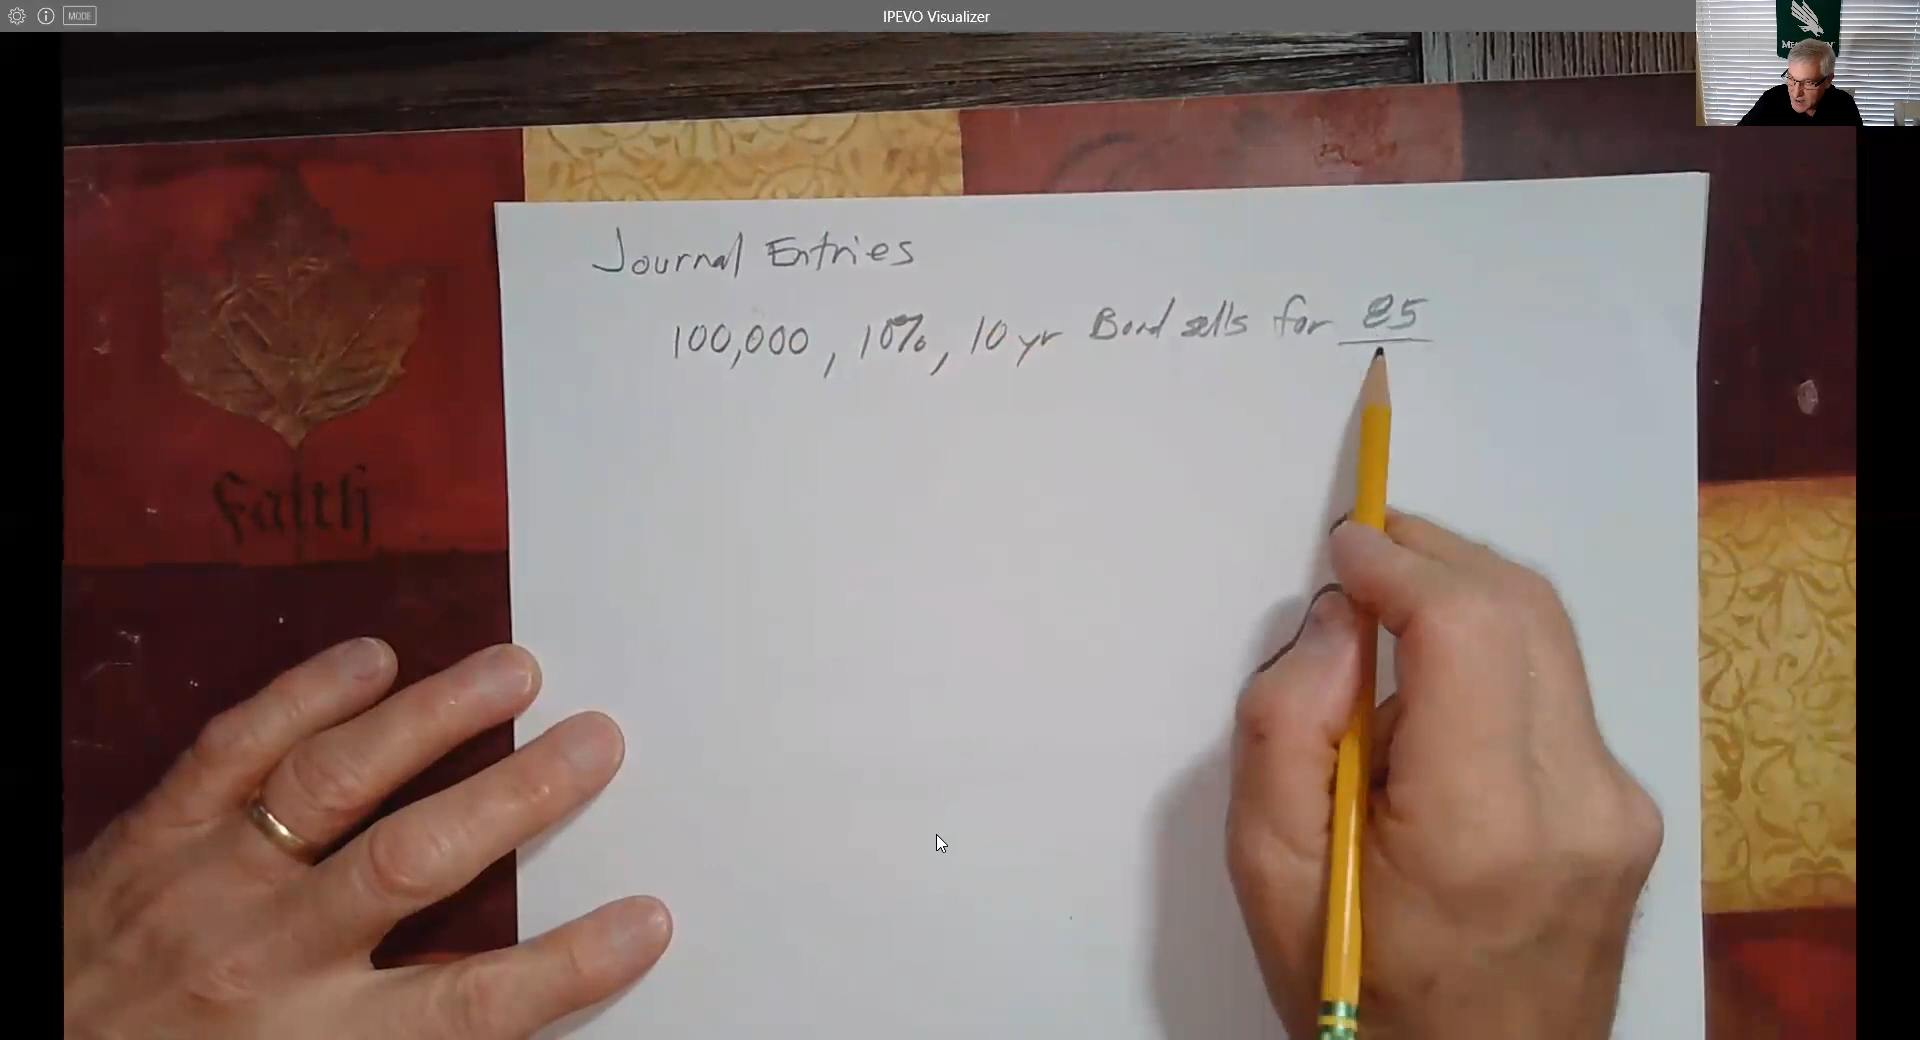 MODE
IPEVO Visualizer
Faith
Journal Entries
100,000, 10%, 10 yr Bond sells for 85